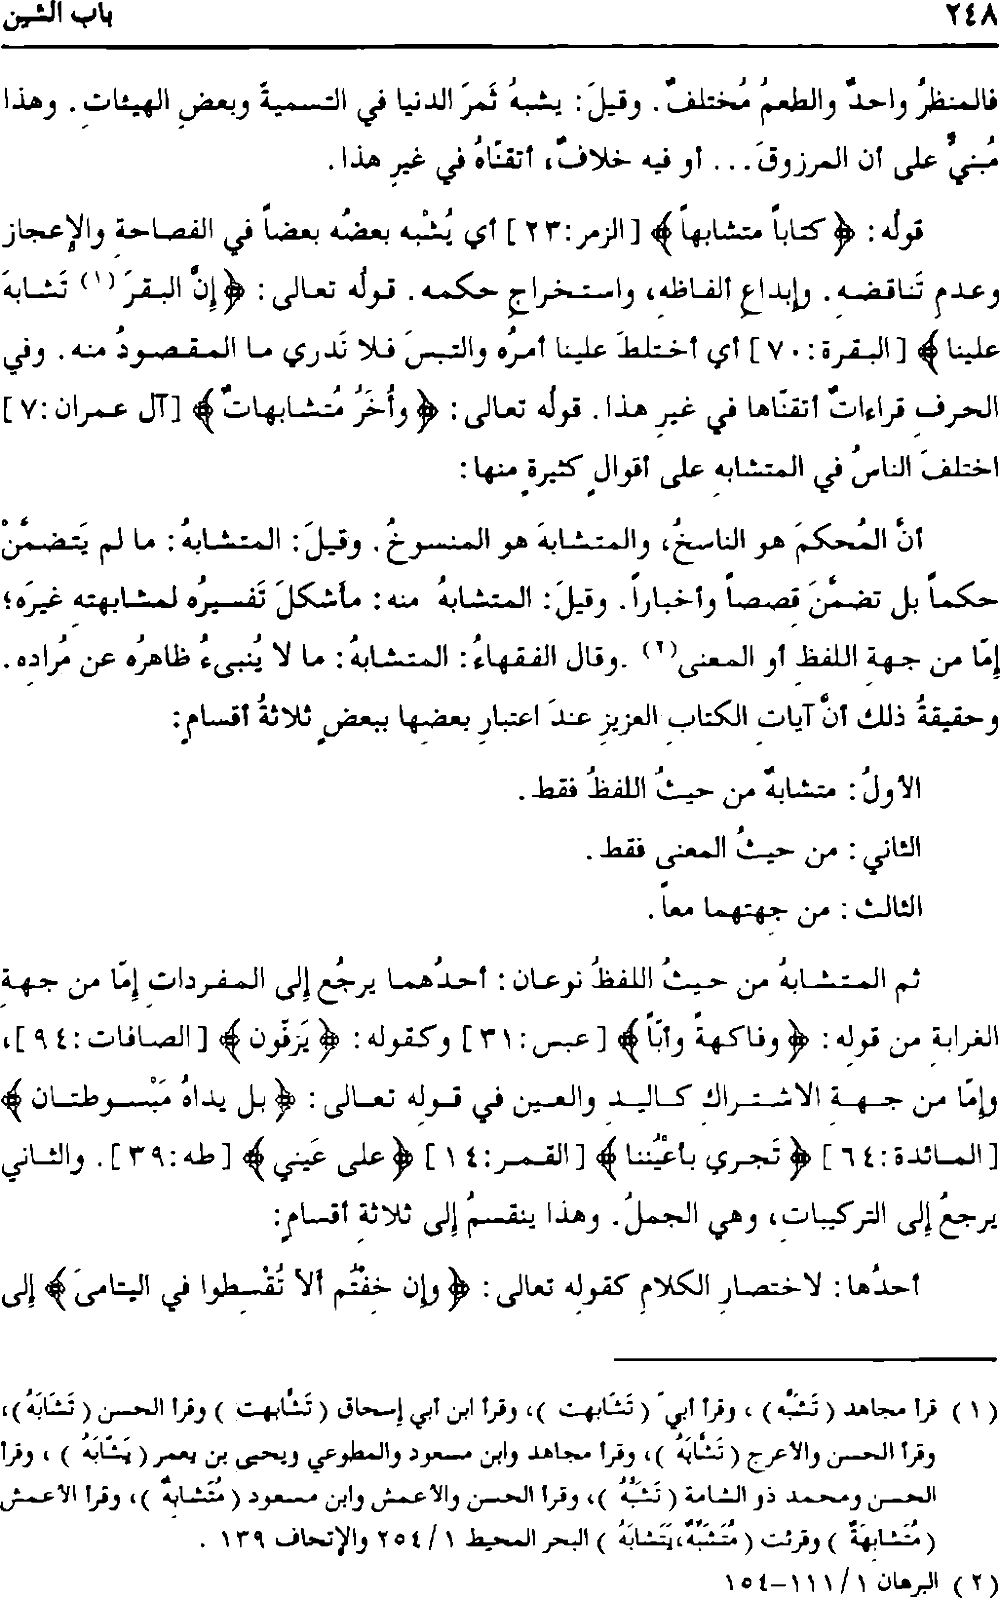 ٢٤٨ باب الشين
فالمنظرُ واحدٌ والطعمُ مُختلفٌ. وقيلَ: يشبهُ ثَمرَ الدنيا في التسميةِ وبعضِ الهيئاتِ. وهذا
مُبنيٌّ على أن المرزوقَ... أو فيه خلافٌ، أتقنّاهُ في غيرِ هذا.
قولُه: ﴿كتاباً متشابهاً﴾ [الزمر:٢٣] أي يُشْبه بعضُه بعضاً في الفصاحةِ والإعجازِ
وعدمِ تَناقضهِ. وإبداعِ ألفاظهِ، واستخراجِ حكمه. قولُه تعالى: ﴿إنَّ البقرَ(١) تَشابهَ
علينا﴾ [البقرة:٧٠] أي أختلطَ علينا أمرُه والتبسَ فلا نَدري ما المقصودُ منه. وفي
الحرفِ قراءاتٌ أتقنّاها في غيرِ هذا. قولُه تعالى: ﴿وأُخَرُ مُتشابهاتٌ﴾ [آل عمران:٧]
اختلفَ الناسُ في المتشابهِ على أقوالٍ كثيرةٍ منها:
أنَّ المُحكمَ هو الناسخُ، والمتشابهَ هو المنسوخُ. وقيلَ: المتشابهُ: ما لم يَتضمَّنْ
حكماً بل تضمَّنَ قصصاً وأخباراً. وقيلَ: المتشابهُ منه: مأشكلَ تَفسيرُه لمشابهتهِ غيرَه؛
إمّا من جهةِ اللفظِ أو المعنى(٢) .وقال الفقهاءُ: المتشابهُ: ما لا يُنبىءُ ظاهرُه عن مُرادِه.
وحقيقةُ ذلك أنَّ آياتِ الكتابِ العزيزِ عندَ اعتبارِ بعضِها ببعضٍ ثلاثةُ أقسامٍ:
الأولُ: متشابهٌ من حيثُ اللفظُ فقط.
الثاني: من حيثُ المعنى فقط.
الثالث: من جهتهما معاً.
ثم المتشابهُ من حيثُ اللفظُ نوعان: أحدُهما يرجُع إلى المفردات إمّا من جهةِ
الغرابةِ من قولِه: ﴿وفاكهةً وأبّاً﴾ [عبس:٣١] وكقوله: ﴿يَزفّون﴾ [الصافات:٩٤]،
وإمّا من جهةِ الاشتراك كاليدِ والعين في قوله تعالى: ﴿بل يداهُ مَبْسوطتان﴾
[المائدة:٦٤] ﴿تَجري بأعْيُننا﴾ [القمر:١٤] ﴿على عَيني﴾ [طه:٣٩]. والثاني
يرجعُ إلى التركيباتِ، وهي الجملُ. وهذا ينقسمُ إلى ثلاثةِ أقسامٍ:
أحدُها: لاختصارِ الكلامِ كقولِه تعالى: ﴿وإن خِفْتُم ألاّ تُقْسِطوا في اليتامىَ﴾ إلى
(١) قرأ مجاهد (تَشَبَّه)، وقرأ أبيّ (تَشَابهت)، وقرأ ابن أبي إسحاق (تَشَّابهت) وقرأ الحسن (تَشَابَهُ)،
وقرأ الحسن والأعرج (تَشَّابَهُ)، وقرأ مجاهد وابن مسعود والمطوعي ويحيى بن يعمر (يَشَّابَهُ)، وقرأ
الحسن ومحمد ذو الشامة (تَشَبَّهُ)، وقرأ الحسن والأعمش وابن مسعود (مُتَشابِهٌ)، وقرأ الأعمش
(مُتَشابِهَةٌ) وقرئت (مُتَشَبِّهٌ، يَتَشابَهُ) البحر المحيط ٢٥٤/١ والإتحاف ١٣٩.
(٢) البرهان ١١١/١–١٥٤